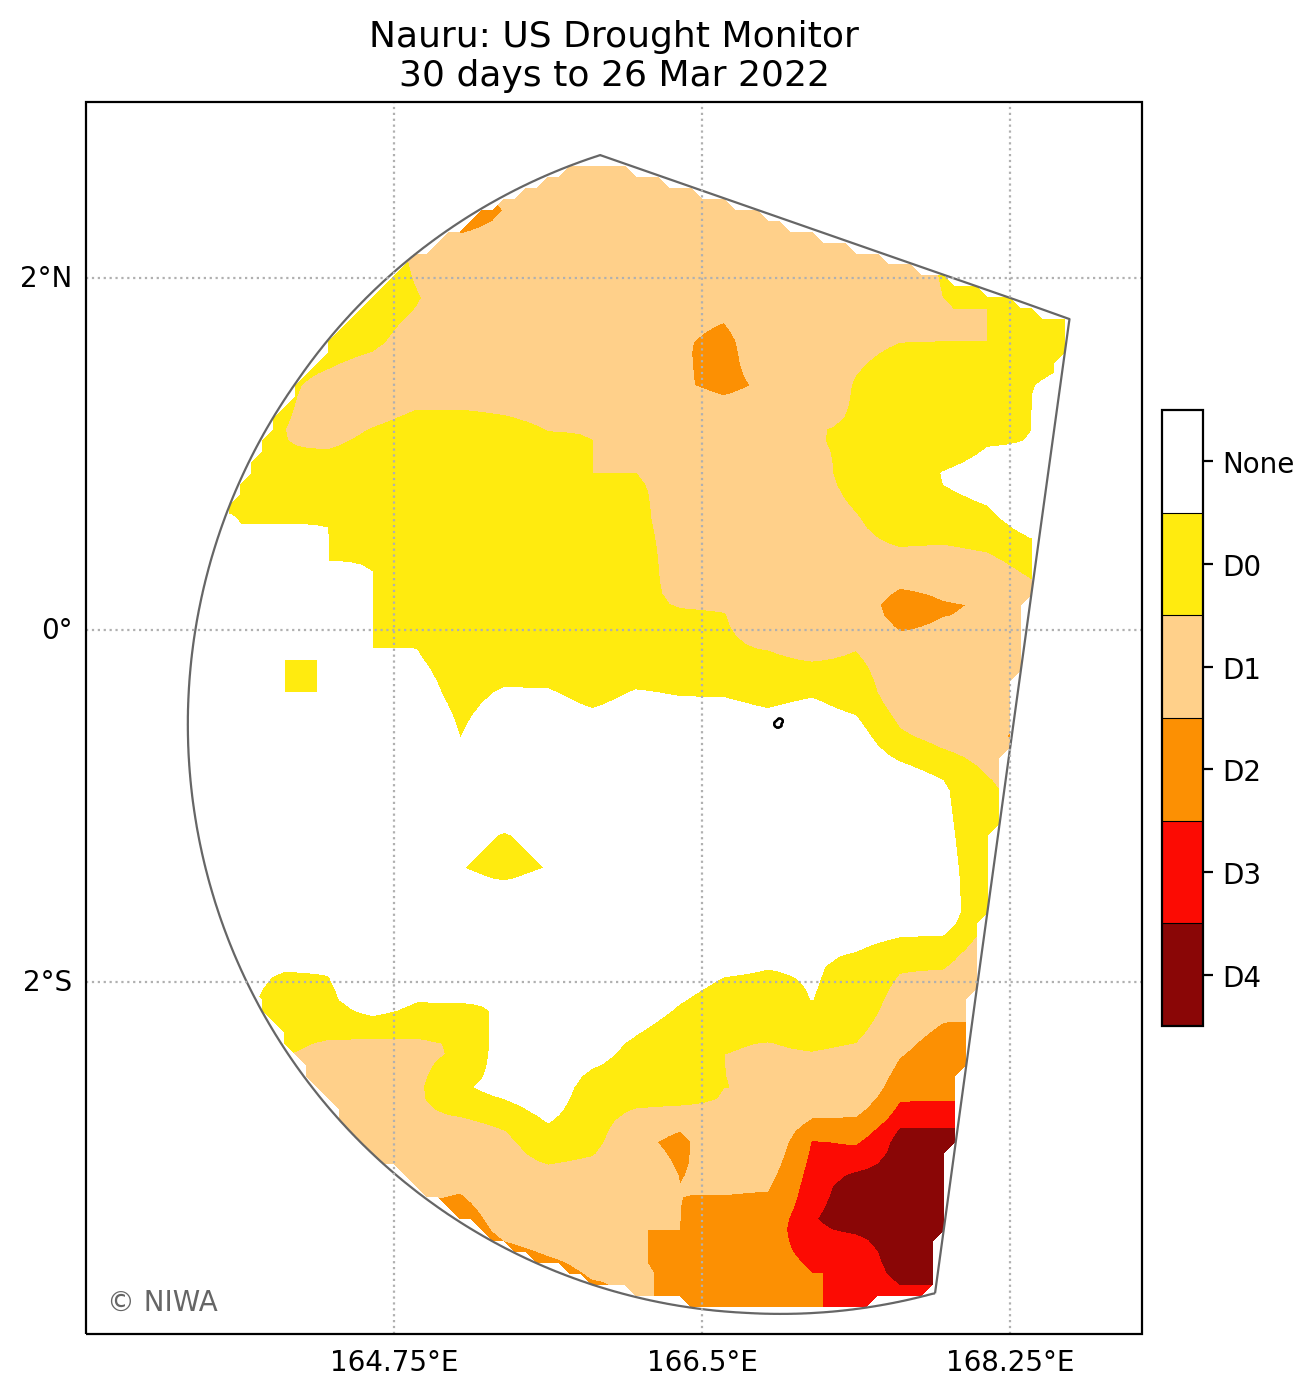 Nauru: US Drought Monitor
30 days to 26 Mar 2022
2°N
0°
2°S
164.75°E
166.5°E
168.25°E
None
D0
D1
D2
D3
D4
© NIWA